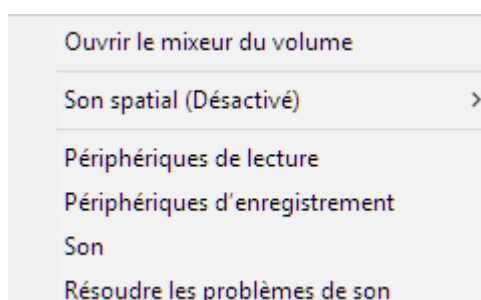 Ouvrir le mixeur du volume
Son spatial (Désactivé)
Périphériques de lecture
Périphériques d'enregistrement
Son
Résoudre les problèmes de son